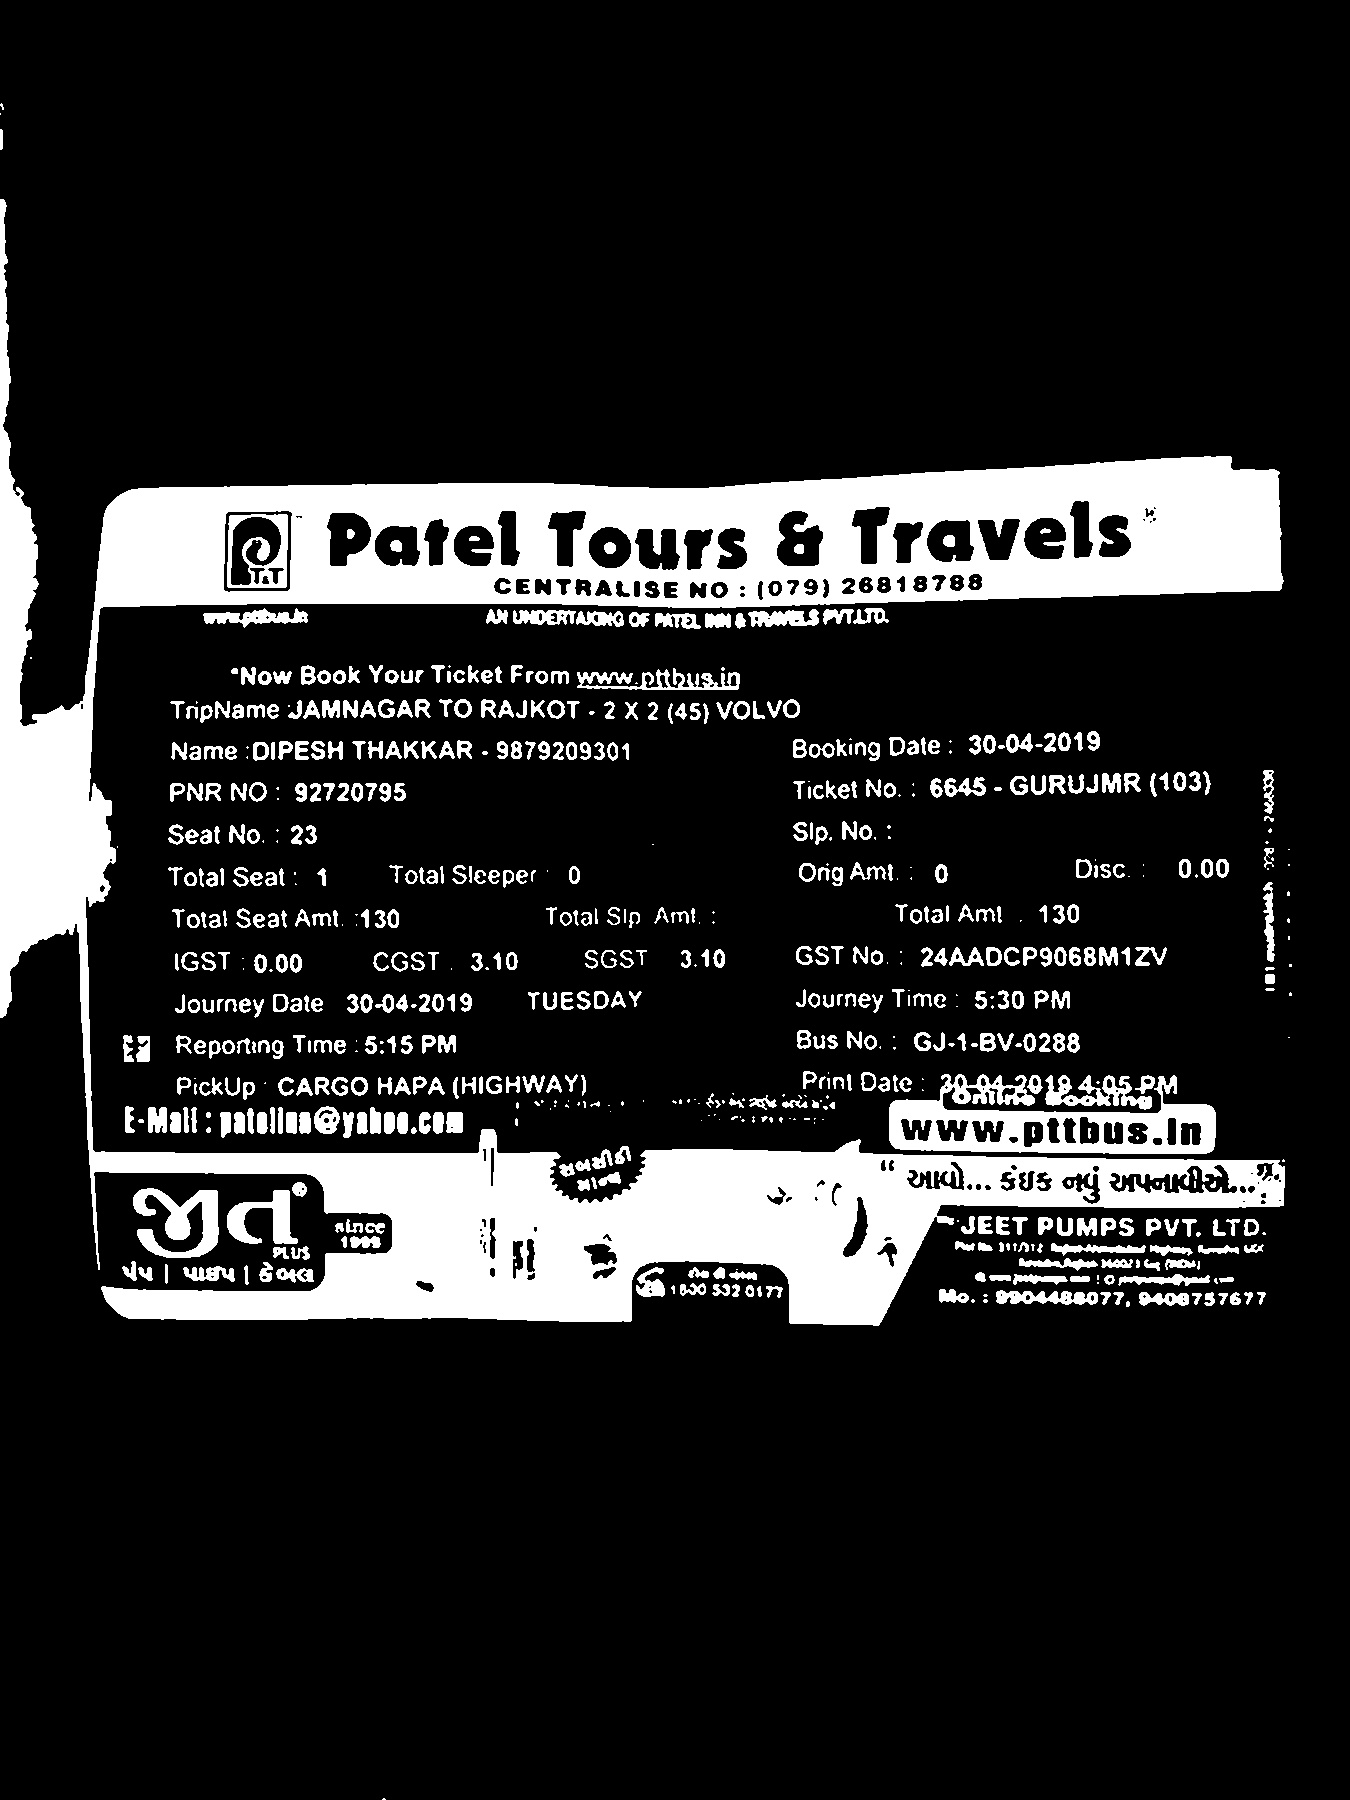 Patel Tours & Travels
T&T
CENTRALISE NO : (079) 26818788
www.pttbus.in AN UNDERTAKING OF PATEL INN & TRAVELS PVT.LTD.
*Now Book Your Ticket From www.pttbus.in
TripName :JAMNAGAR TO RAJKOT - 2 X 2 (45) VOLVO
Name :DIPESH THAKKAR - 9879209301 Booking Date : 30-04-2019
PNR NO : 92720795 Ticket No. : 6645 - GURUJMR (103)
Seat No. : 23 Slp. No. :
Total Seat : 1 Total Sleeper : 0 Orig Amt. : 0 Disc. : 0.00
Total Seat Amt. :130 Total Slp Amt. : Total Amt : 130
IGST : 0.00 CGST : 3.10 SGST 3.10 GST No. : 24AADCP9068M1ZV
Journey Date 30-04-2019 TUESDAY Journey Time : 5:30 PM
Reporting Time : 5:15 PM Bus No. : GJ-1-BV-0288
PickUp : CARGO HAPA (HIGHWAY) Print Date : 30-04-2019 4:05 PM
E-Mail : patelinn@yahoo.com Online Booking
www.pttbus.in
“ આવો... કંઇક નવું અપનાવીએ...”
જીત
PLUS
since
1999
પંપ | પાઇપ | કેબલ
1800 532 0177
JEET PUMPS PVT. LTD.
Mo. : 9904488077, 9408757677